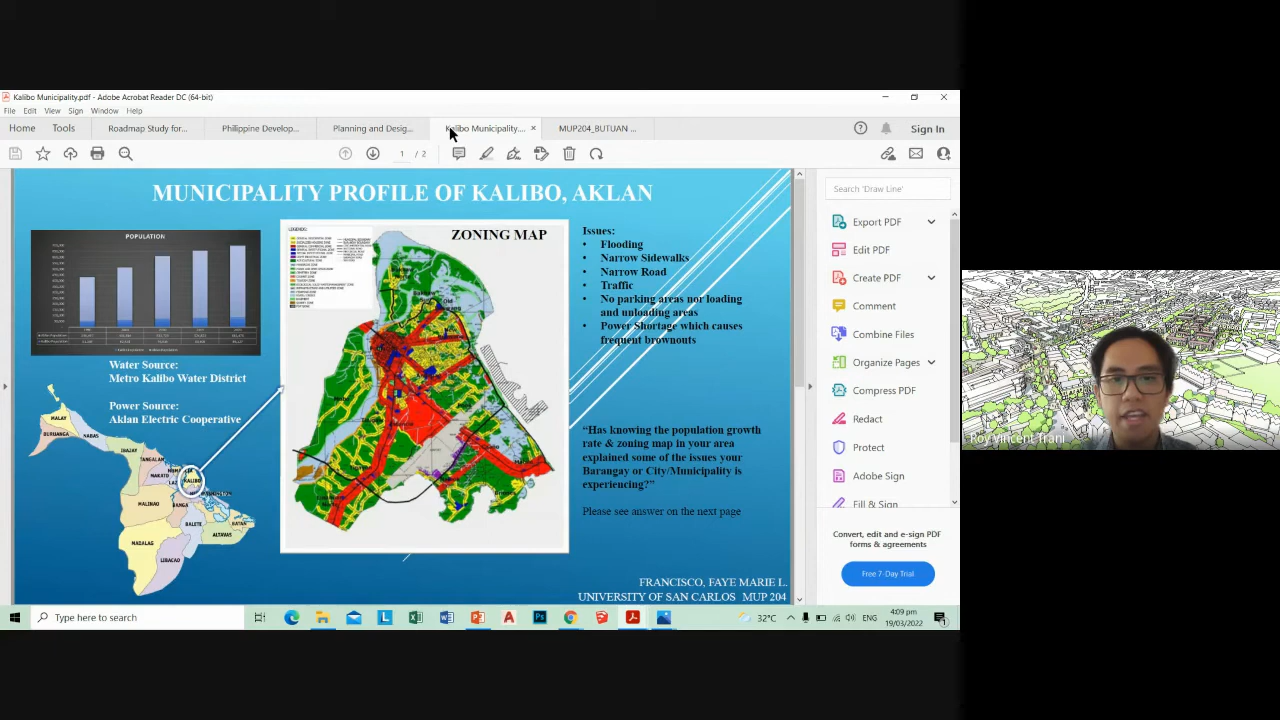 Kalibo Municipality.pdf - Adobe Acrobat Reader DC (64-bit)
File Edit View Sign Window Help
Home Tools Roadmap Study for... Philippine Develop... Planning and Desig... Kalibo Municipality.... × MUP204_BUTUAN ... Sign In
1 / 2
MUNICIPALITY PROFILE OF KALIBO, AKLAN
POPULATION
Water Source:
Metro Kalibo Water District
Power Source:
Aklan Electric Cooperative
MALAY
BURUANGA
NABAS
IBAJAY
TANGALAN
MAKATO
KALIBO
MALINAO
BANGA
BALETE
BATAN
ALTAVAS
MADALAG
LIBACAO
ZONING MAP
Issues:
• Flooding
• Narrow Sidewalks
• Narrow Road
• Traffic
• No parking areas nor loading
and unloading areas
• Power Shortage which causes
frequent brownouts
“Has knowing the population growth
rate & zoning map in your area
explained some of the issues your
Barangay or City/Municipality is
experiencing?”
Please see answer on the next page
FRANCISCO, FAYE MARIE L.
UNIVERSITY OF SAN CARLOS MUP 204
Search 'Draw Line'
Export PDF
Edit PDF
Create PDF
Comment
Combine Files
Organize Pages
Compress PDF
Redact
Protect
Adobe Sign
Fill & Sign
Convert, edit and e-sign PDF
forms & agreements
Free 7-Day Trial
Type here to search
32°C ENG
4:09 pm
19/03/2022
Roy Vincent Trani